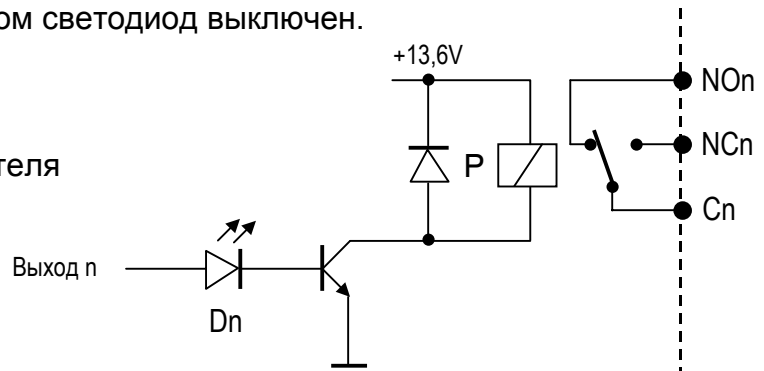 ом светодиод выключен.
+13,6V
NOn
NCn
теля
P
Cn
Выход n
Dn